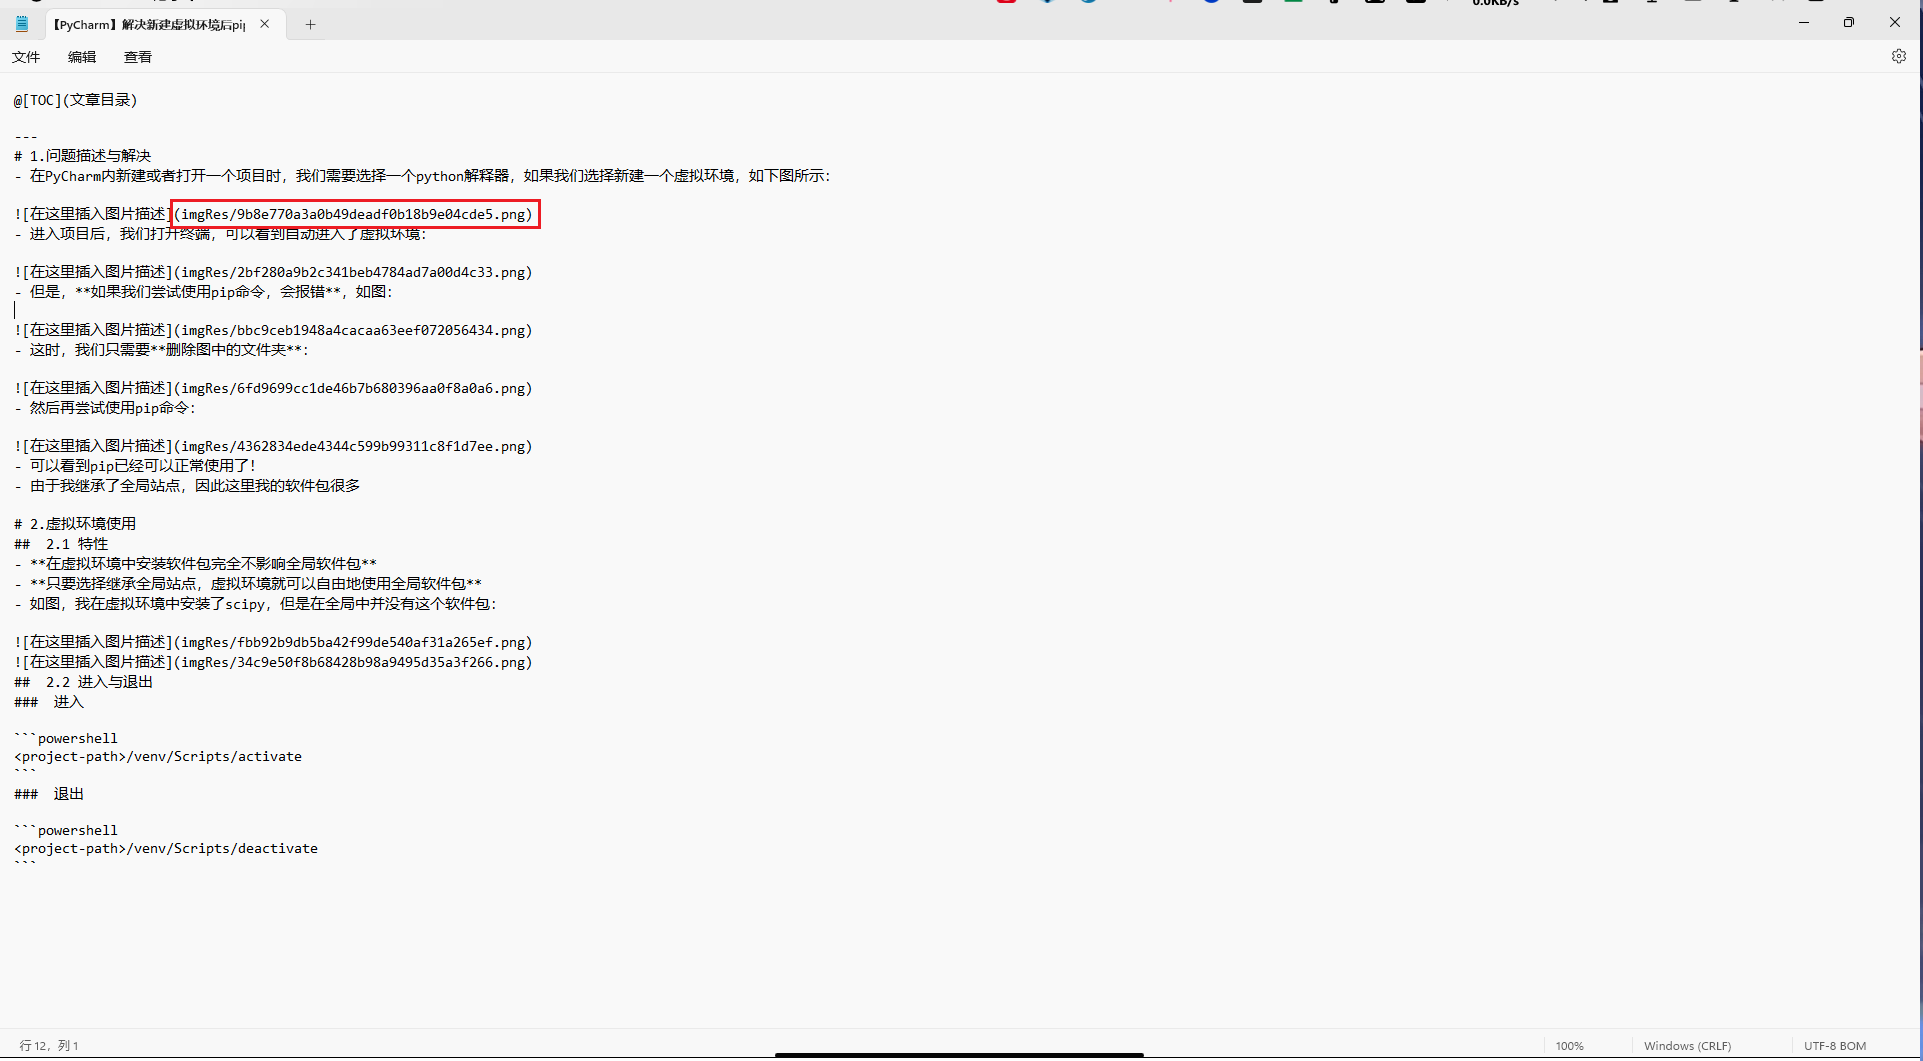 0.0KB/s
【PyCharm】解决新建虚拟环境后pip
文件 编辑 查看
@[TOC](文章目录)
---
# 1.问题描述与解决
- 在PyCharm内新建或者打开一个项目时，我们需要选择一个python解释器，如果我们选择新建一个虚拟环境，如下图所示：
![在这里插入图片描述](imgRes/9b8e770a3a0b49deadf0b18b9e04cde5.png)
- 进入项目后，我们打开终端，可以看到自动进入了虚拟环境：
![在这里插入图片描述](imgRes/2bf280a9b2c341beb4784ad7a00d4c33.png)
- 但是，**如果我们尝试使用pip命令，会报错**，如图：
![在这里插入图片描述](imgRes/bbc9ceb1948a4cacaa63eef072056434.png)
- 这时，我们只需要**删除图中的文件夹**：
![在这里插入图片描述](imgRes/6fd9699cc1de46b7b680396aa0f8a0a6.png)
- 然后再尝试使用pip命令：
![在这里插入图片描述](imgRes/4362834ede4344c599b99311c8f1d7ee.png)
- 可以看到pip已经可以正常使用了！
- 由于我继承了全局站点，因此这里我的软件包很多
# 2.虚拟环境使用
##  2.1 特性
- **在虚拟环境中安装软件包完全不影响全局软件包**
- **只要选择继承全局站点，虚拟环境就可以自由地使用全局软件包**
- 如图，我在虚拟环境中安装了scipy，但是在全局中并没有这个软件包：
![在这里插入图片描述](imgRes/fbb92b9db5ba42f99de540af31a265ef.png)
![在这里插入图片描述](imgRes/34c9e50f8b68428b98a9495d35a3f266.png)
##  2.2 进入与退出
###  进入
```powershell
<project-path>/venv/Scripts/activate
```
###  退出
```powershell
<project-path>/venv/Scripts/deactivate
```
行 12，列 1
100%
Windows (CRLF)
UTF-8 BOM